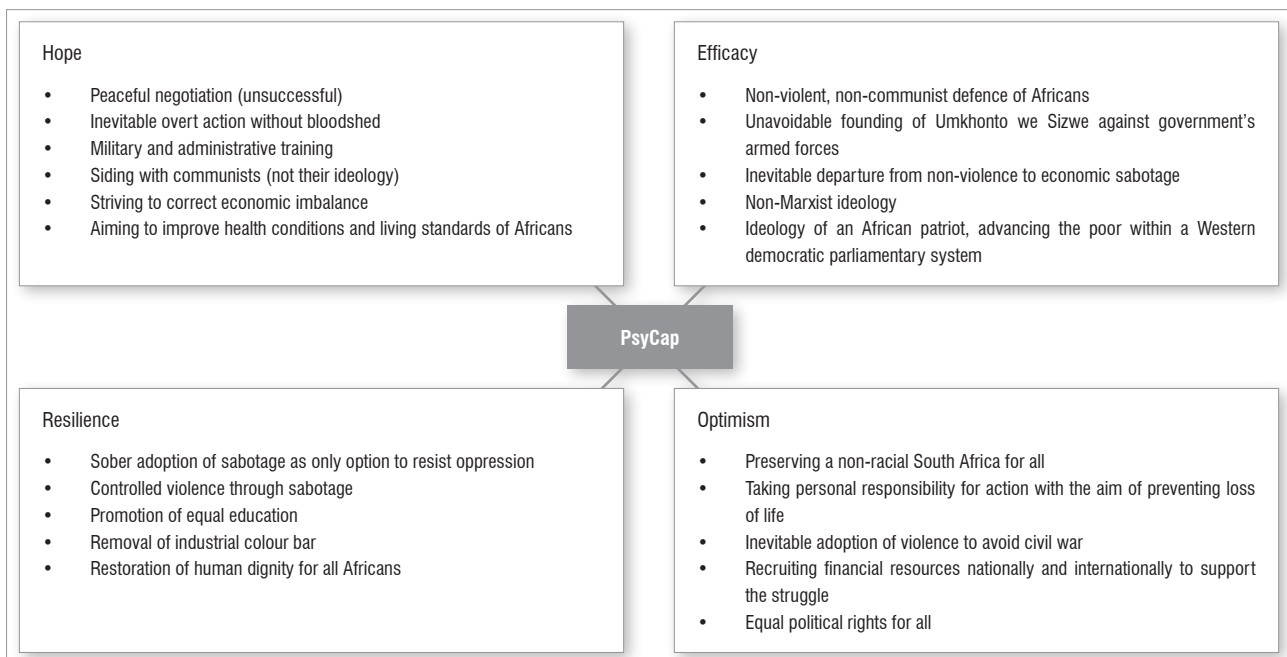 Hope
• Peaceful negotiation (unsuccessful)
• Inevitable overt action without bloodshed
• Military and administrative training
• Siding with communists (not their ideology)
• Striving to correct economic imbalance
• Aiming to improve health conditions and living standards of Africans
Efficacy
• Non-violent, non-communist defence of Africans
• Unavoidable founding of Umkhonto we Sizwe against government’s
armed forces
• Inevitable departure from non-violence to economic sabotage
• Non-Marxist ideology
• Ideology of an African patriot, advancing the poor within a Western
democratic parliamentary system
PsyCap
Resilience
• Sober adoption of sabotage as only option to resist oppression
• Controlled violence through sabotage
• Promotion of equal education
• Removal of industrial colour bar
• Restoration of human dignity for all Africans
Optimism
• Preserving a non-racial South Africa for all
• Taking personal responsibility for action with the aim of preventing loss
of life
• Inevitable adoption of violence to avoid civil war
• Recruiting financial resources nationally and internationally to support
the struggle
• Equal political rights for all